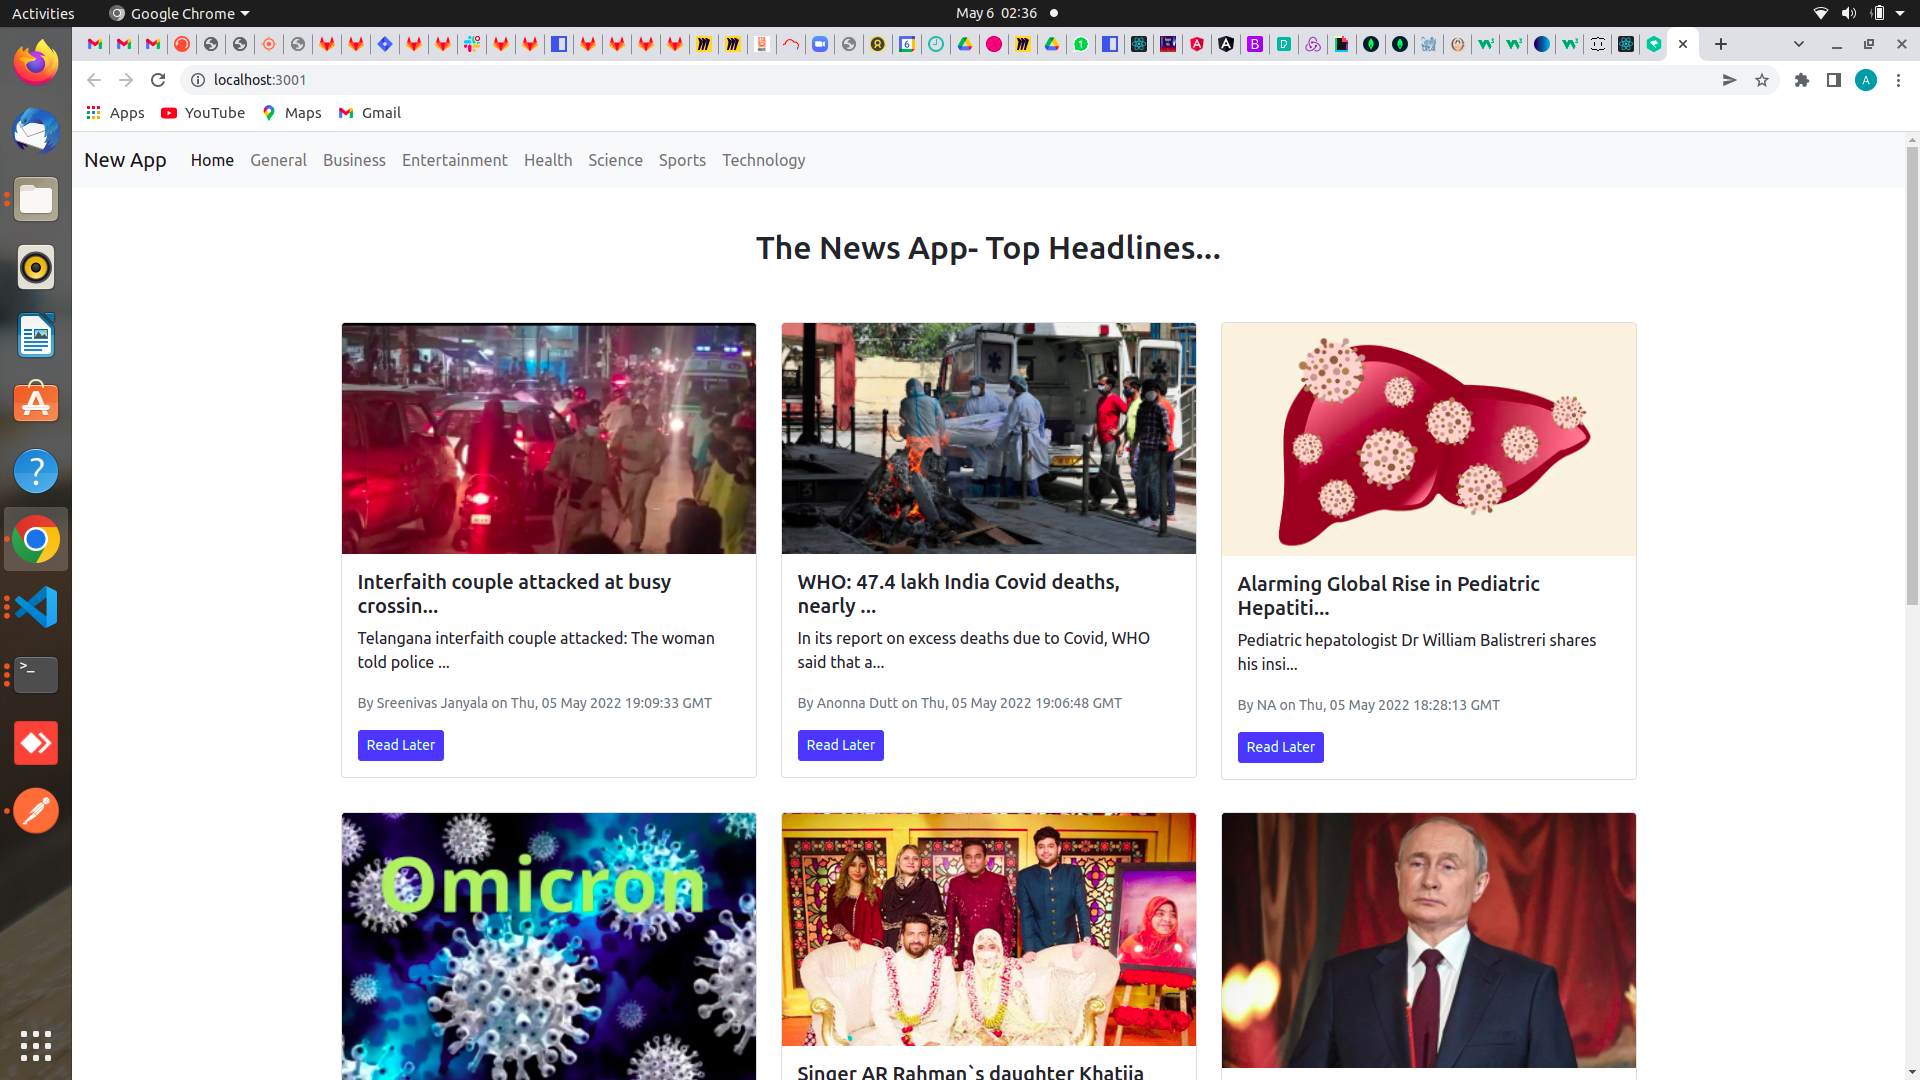 Activities
Google Chrome
May 6 02:36
localhost:3001
A
Apps
YouTube
Maps
Gmail
New App
Home
General
Business
Entertainment
Health
Science
Sports
Technology
The News App- Top Headlines...
Interfaith couple attacked at busy
crossin...
Telangana interfaith couple attacked: The woman
told police ...
By Sreenivas Janyala on Thu, 05 May 2022 19:09:33 GMT
Read Later
WHO: 47.4 lakh India Covid deaths,
nearly ...
In its report on excess deaths due to Covid, WHO
said that a...
By Anonna Dutt on Thu, 05 May 2022 19:06:48 GMT
Read Later
Alarming Global Rise in Pediatric
Hepatiti...
Pediatric hepatologist Dr William Balistreri shares
his insi...
By NA on Thu, 05 May 2022 18:28:13 GMT
Read Later
Omicron
Singer AR Rahman`s daughter Khatija